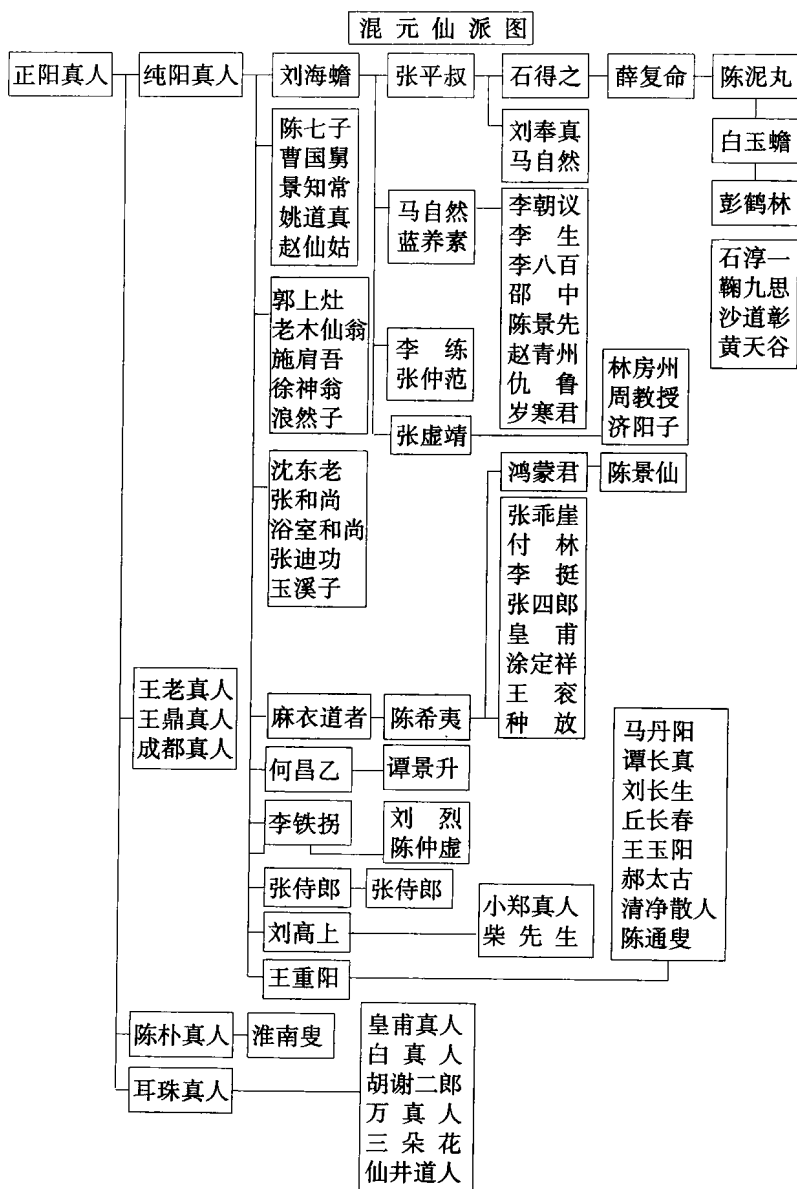 混元仙派图
正阳真人
纯阳真人
刘海蟾
张平叔
石得之
薛复命
陈泥丸
刘奉真
马自然
白玉蟾
彭鹤林
石淳一
鞠九思
沙道彰
黄天谷
陈七子
曹国舅
景知常
姚道真
赵仙姑
马自然
蓝养素
李朝议
李生
李八百
邵中
陈景先
赵青州
仇鲁
岁寒君
郭上灶
老木仙翁
施肩吾
徐神翁
浪然子
李练
张仲范
张虚靖
林房州
周教授
济阳子
沈东老
张和尚
浴室和尚
张迪功
玉溪子
鸿蒙君
陈景仙
张乖崖
付林
李挺
张四郎
皇甫
涂定祥
王衮
种放
王老真人
王鼎真人
成都真人
麻衣道者
陈希夷
何昌乙
谭景升
李铁拐
刘烈
陈仲虚
张侍郎
张侍郎
刘高上
小郑真人
柴先生
王重阳
马丹阳
谭长真
刘长生
丘长春
王玉阳
郝太古
清净散人
陈通叟
陈朴真人
淮南叟
耳珠真人
皇甫真人
白真人
胡谢二郎
万真人
三朵花
仙井道人